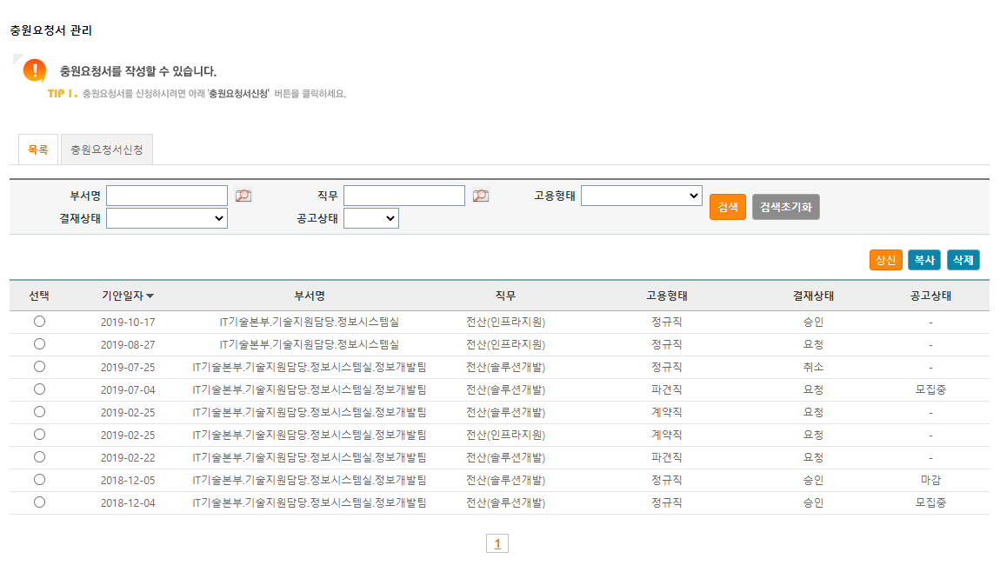 충원요청서 관리
충원요청서를 작성할 수 있습니다.
TIP 1. 충원요청서를 신청하시려면 아래 '충원요청서신청' 버튼을 클릭하세요.
목록 충원요청서신청
부서명 직무 고용형태
검색 검색초기화
결재상태 공고상태
상신 복사 삭제
선택 기안일자 부서명 직무 고용형태 결재상태 공고상태
2019-10-17 IT기술본부.기술지원담당.정보시스템실 전산(인프라지원) 정규직 승인 -
2019-08-27 IT기술본부.기술지원담당.정보시스템실 전산(인프라지원) 정규직 요청 -
2019-07-25 IT기술본부.기술지원담당.정보시스템실.정보개발팀 전산(솔루션개발) 정규직 취소 -
2019-07-04 IT기술본부.기술지원담당.정보시스템실.정보개발팀 전산(솔루션개발) 파견직 요청 모집중
2019-02-25 IT기술본부.기술지원담당.정보시스템실.정보개발팀 전산(솔루션개발) 계약직 요청 -
2019-02-25 IT기술본부.기술지원담당.정보시스템실.정보개발팀 전산(인프라지원) 계약직 요청 -
2019-02-22 IT기술본부.기술지원담당.정보시스템실.정보개발팀 전산(솔루션개발) 파견직 요청 -
2018-12-05 IT기술본부.기술지원담당.정보시스템실.정보개발팀 전산(솔루션개발) 정규직 승인 마감
2018-12-04 IT기술본부.기술지원담당.정보시스템실.정보개발팀 전산(솔루션개발) 정규직 승인 모집중
1